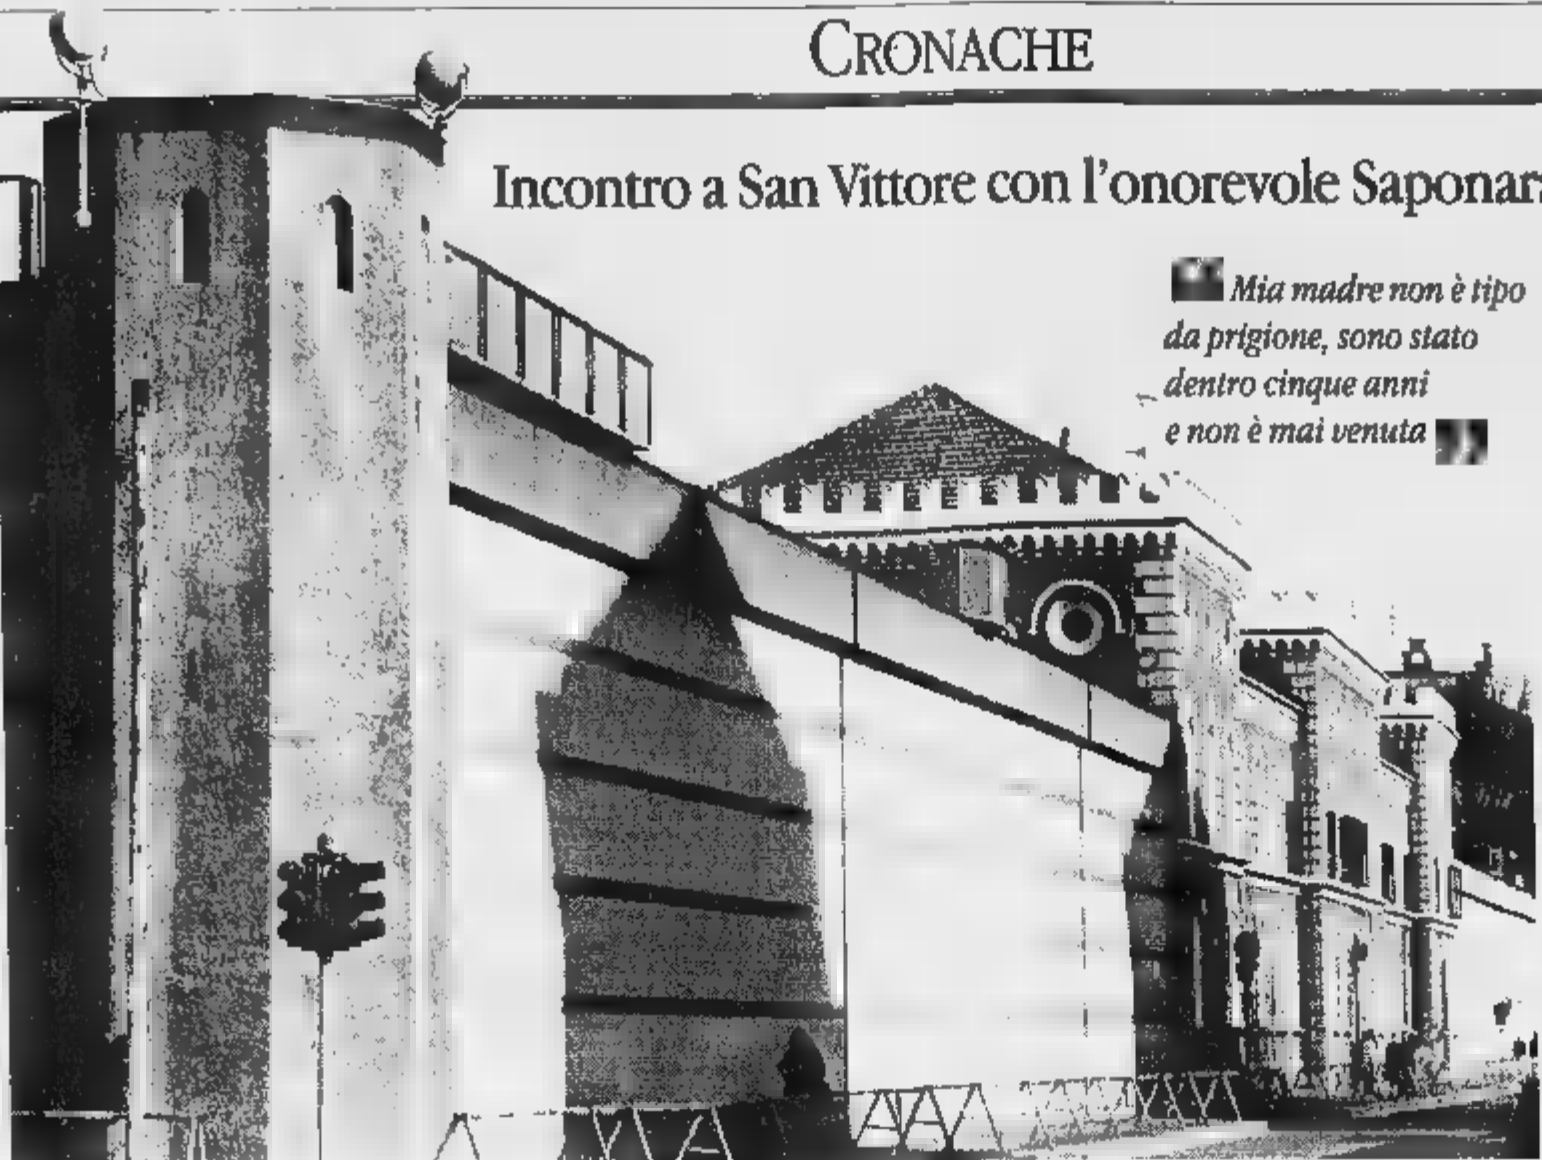 CRONACHE
Incontro a San Vittore con l'onorevole
Mia madre non è tipo
da prigione, sono stato
dentro cinque anni
e non è mai venuta